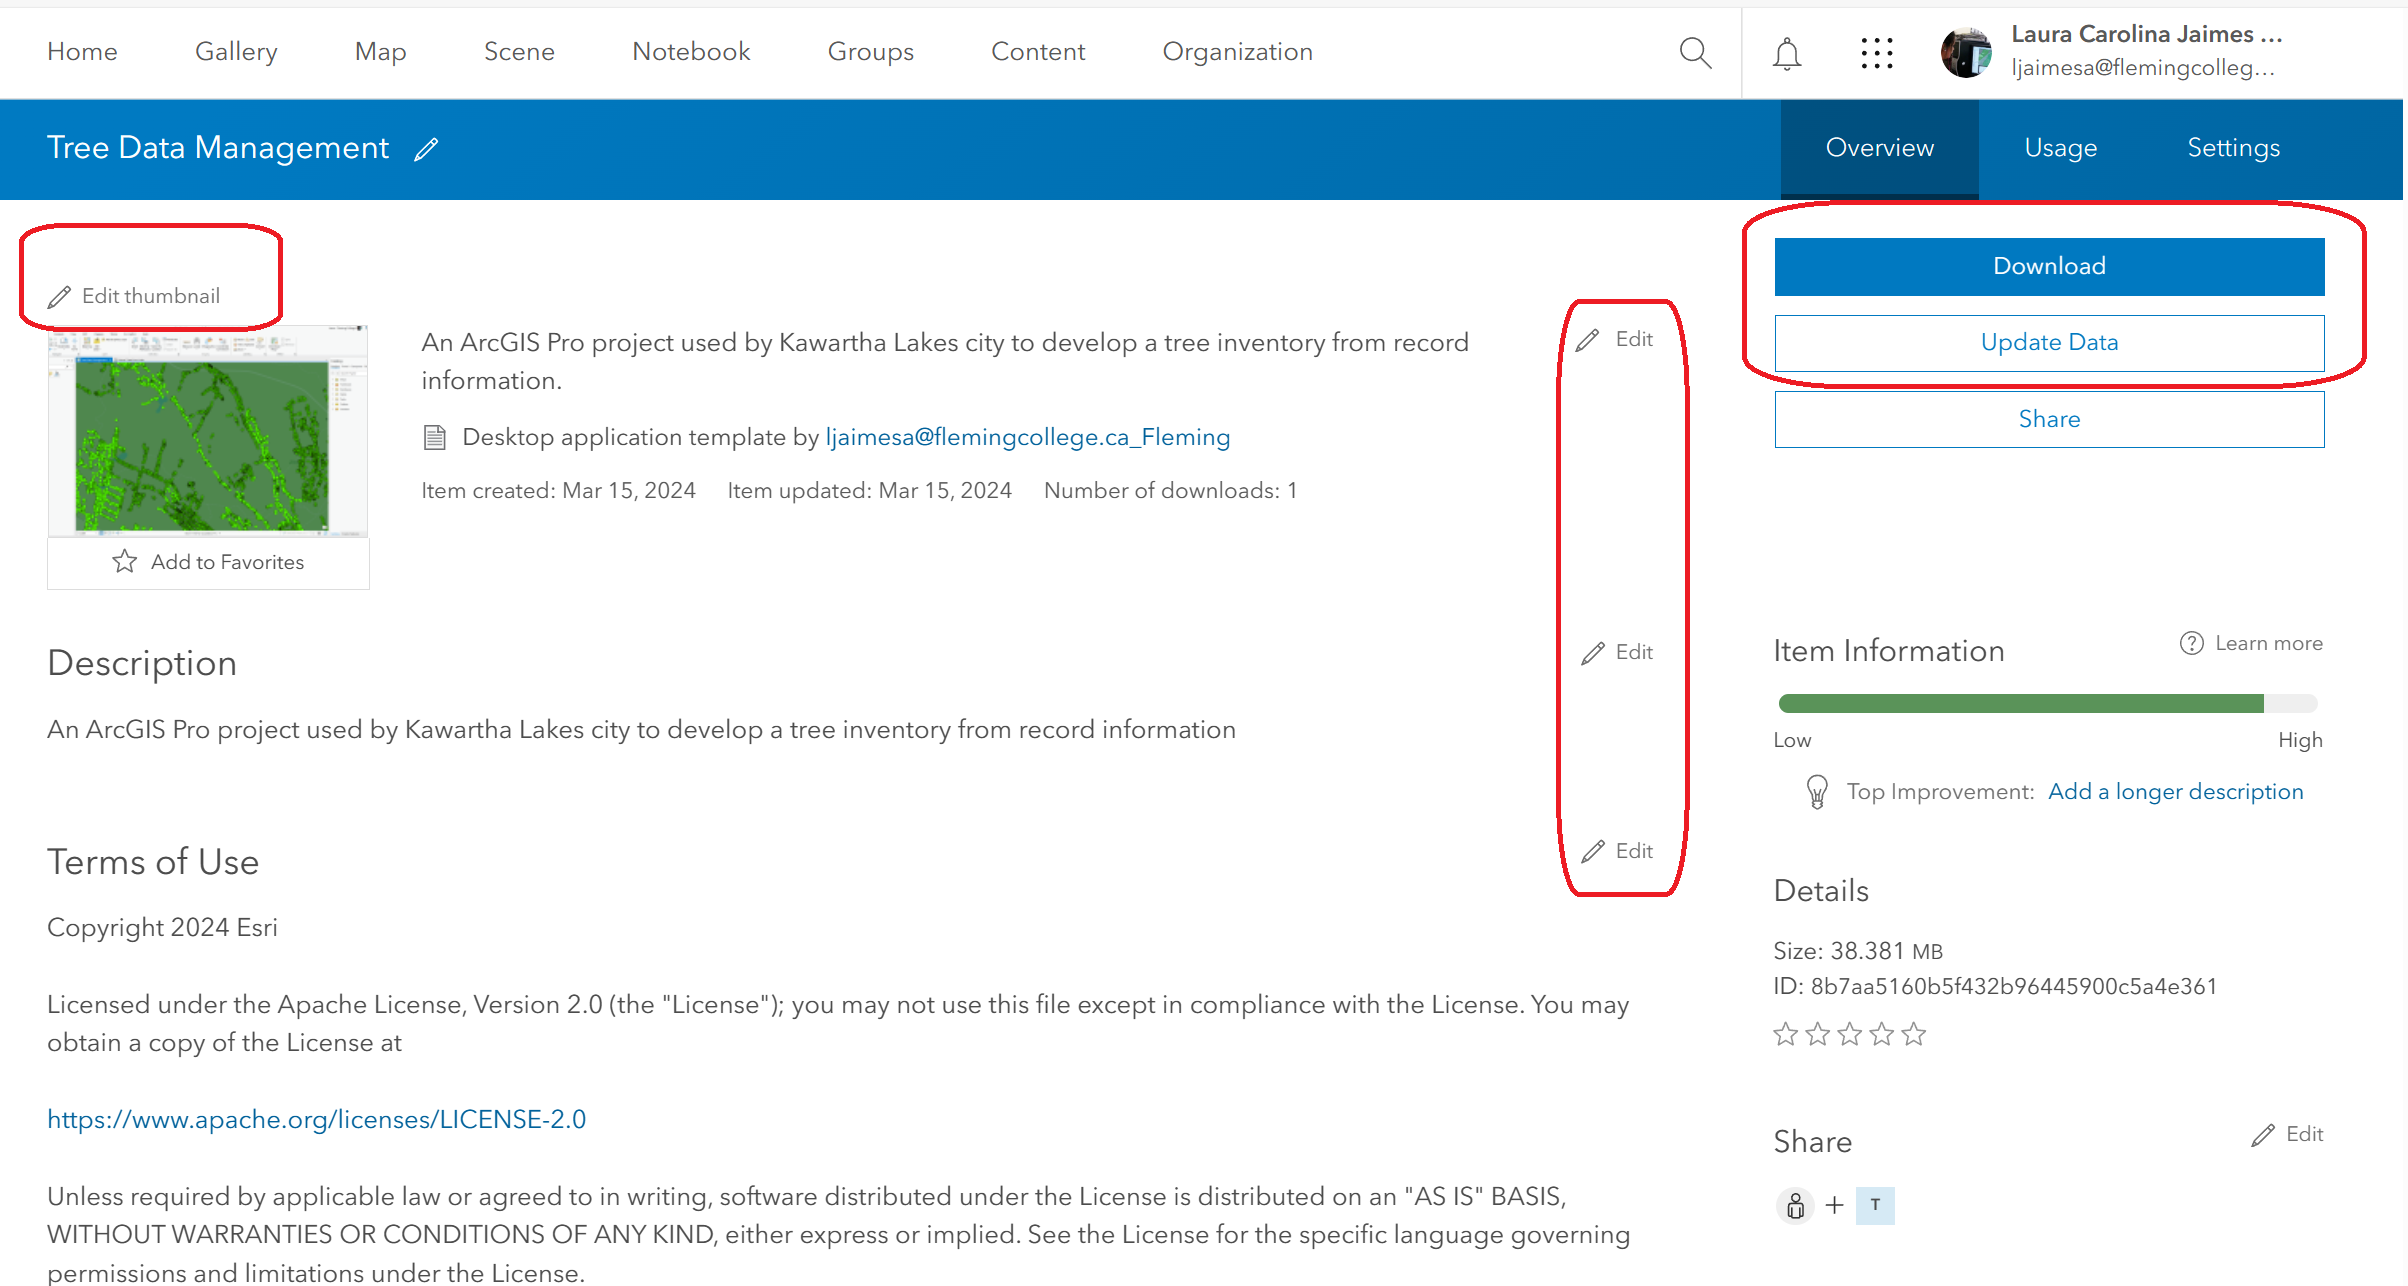 Home Gallery Map Scene Notebook Groups Content Organization
Laura Carolina Jaimes ...
ljaimesa@flemingcolleg...
Tree Data Management
Overview Usage Settings
Edit thumbnail
Add to Favorites
An ArcGIS Pro project used by Kawartha Lakes city to develop a tree inventory from record
information.
Edit
Desktop application template by ljaimesa@flemingcollege.ca_Fleming
Item created: Mar 15, 2024 Item updated: Mar 15, 2024 Number of downloads: 1
Description
Edit
An ArcGIS Pro project used by Kawartha Lakes city to develop a tree inventory from record information
Terms of Use
Edit
Copyright 2024 Esri
Licensed under the Apache License, Version 2.0 (the "License"); you may not use this file except in compliance with the License. You may
obtain a copy of the License at
https://www.apache.org/licenses/LICENSE-2.0
Unless required by applicable law or agreed to in writing, software distributed under the License is distributed on an "AS IS" BASIS,
WITHOUT WARRANTIES OR CONDITIONS OF ANY KIND, either express or implied. See the License for the specific language governing
permissions and limitations under the License.
Download
Update Data
Share
Item Information
Learn more
Low High
Top Improvement: Add a longer description
Details
Size: 38.381 MB
ID: 8b7aa5160b5f432b96445900c5a4e361
Share
Edit
T